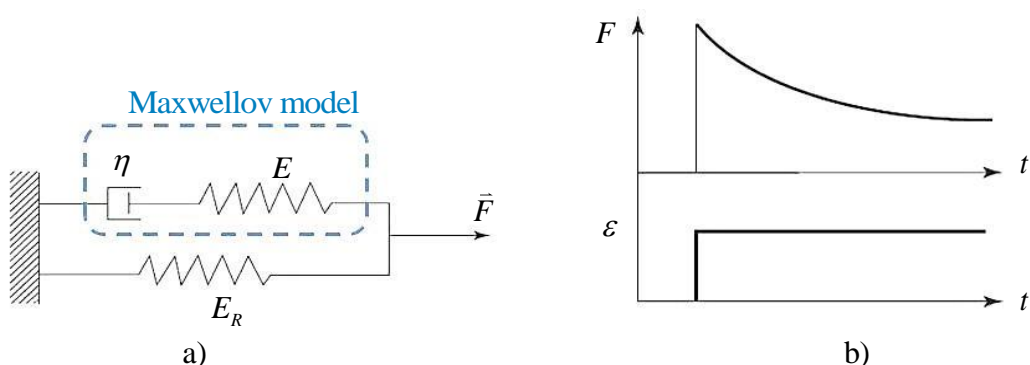 Maxwellov model
η
E
F⃗
E_R
a)
F
t
ε
t
b)